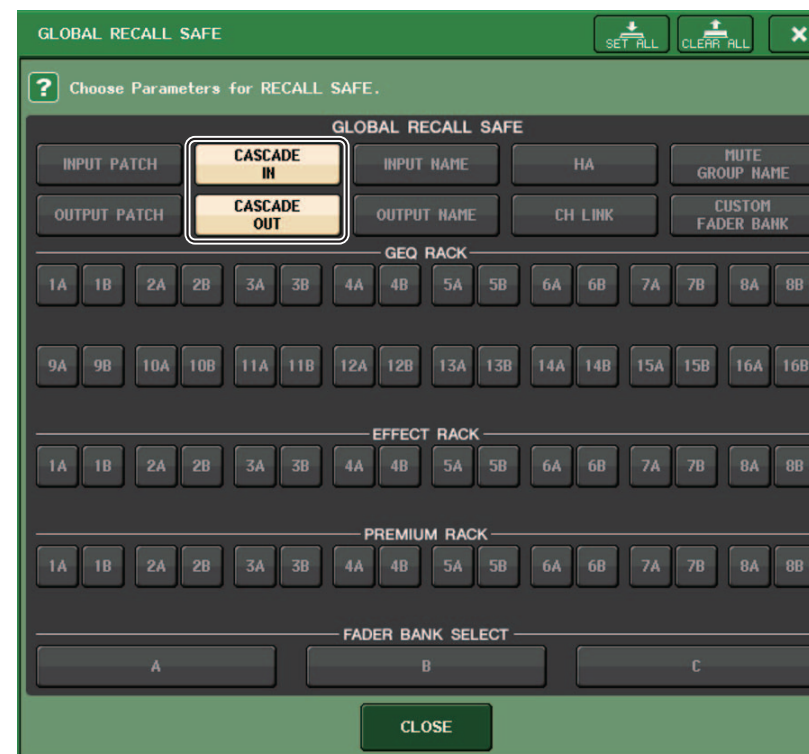 GLOBAL RECALL SAFE
SET ALL
CLEAR ALL
×
? Choose Parameters for RECALL SAFE.
GLOBAL RECALL SAFE
INPUT PATCH
CASCADE
IN
INPUT NAME
HA
MUTE
GROUP NAME
OUTPUT PATCH
CASCADE
OUT
OUTPUT NAME
CH LINK
CUSTOM
FADER BANK
GEQ RACK
1A 1B 2A 2B 3A 3B 4A 4B 5A 5B 6A 6B 7A 7B 8A 8B
9A 9B 10A 10B 11A 11B 12A 12B 13A 13B 14A 14B 15A 15B 16A 16B
EFFECT RACK
1A 1B 2A 2B 3A 3B 4A 4B 5A 5B 6A 6B 7A 7B 8A 8B
PREMIUM RACK
1A 1B 2A 2B 3A 3B 4A 4B 5A 5B 6A 6B 7A 7B 8A 8B
FADER BANK SELECT
A B C
CLOSE